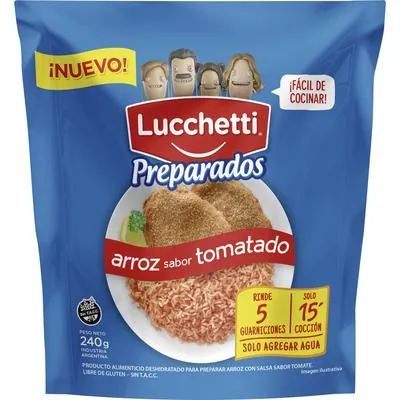 ¡NUEVO!
¡FÁCIL DE
COCINAR!
Lucchetti®
Preparados
arroz sabor tomatado
SIN T.A.C.C.
PESO NETO
240g
INDUSTRIA
ARGENTINA
RINDE
5
GUARNICIONES
SOLO
15´
COCCIÓN
SOLO AGREGAR AGUA
PRODUCTO ALIMENTICIO DESHIDRATADO PARA PREPARAR ARROZ CON SALSA SABOR TOMATE.
LIBRE DE GLUTEN – SIN T.A.C.C.
Imagen ilustrativa